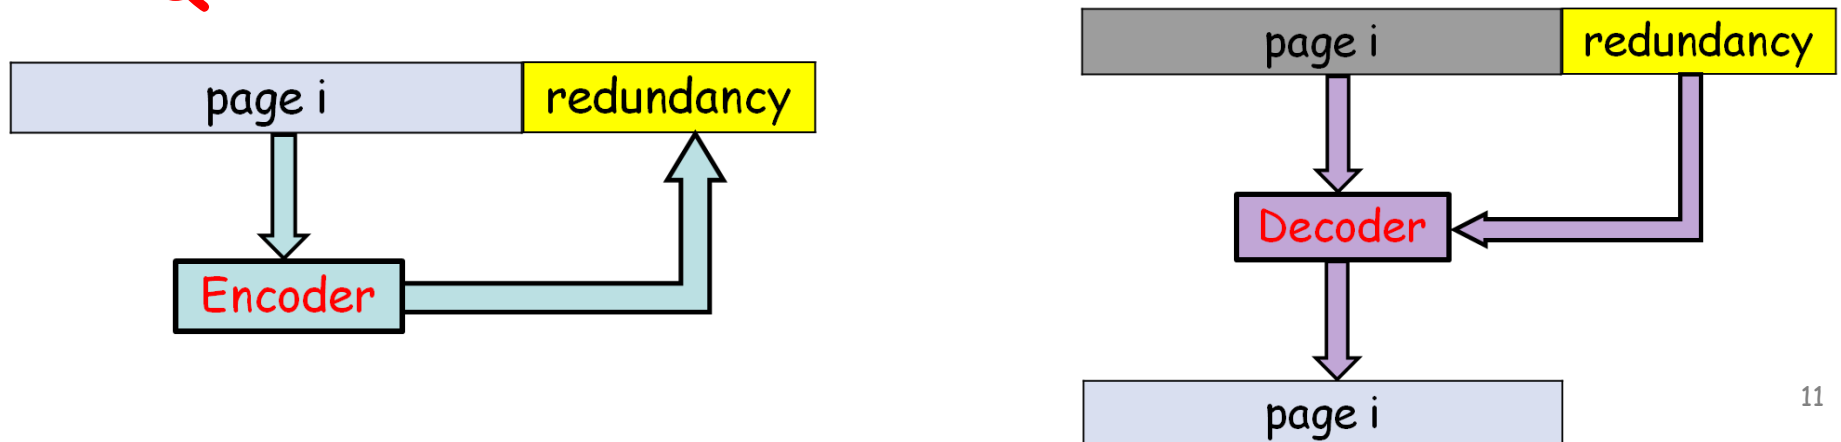 page i
redundancy
Encoder
page i
redundancy
Decoder
page i
11